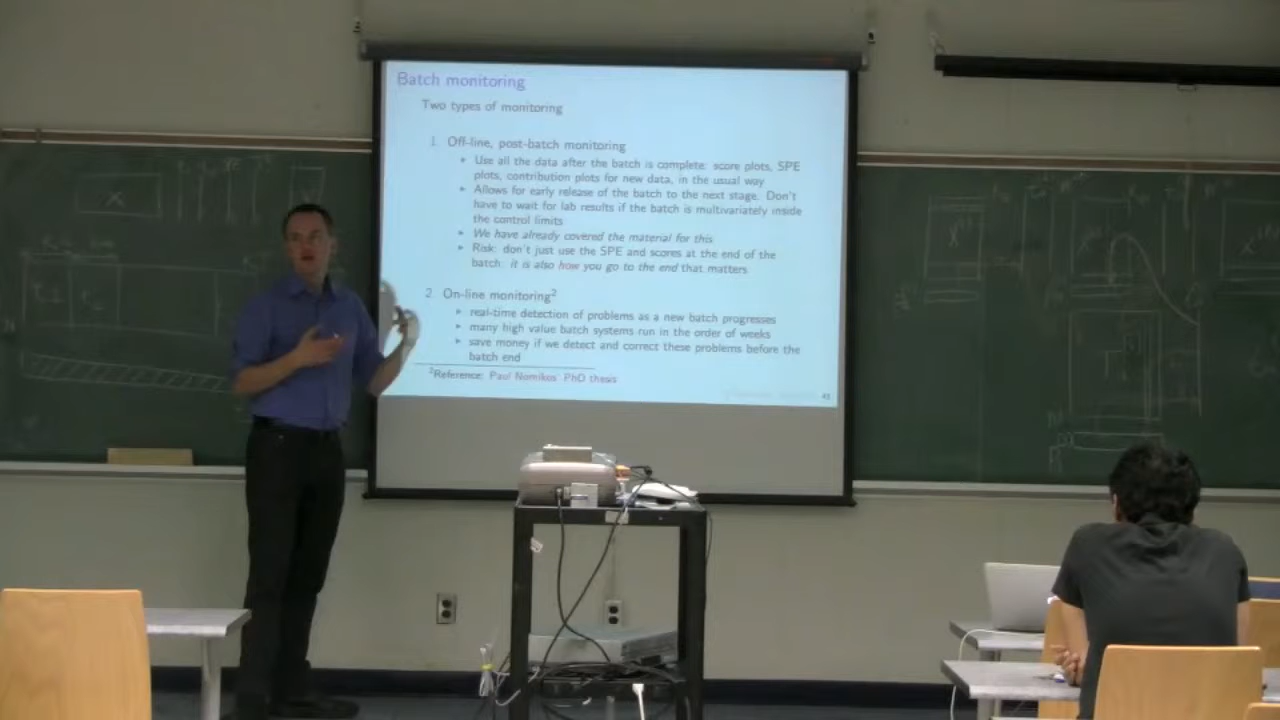 Batch monitoring
Two types of monitoring
1. Off-line, post-batch monitoring
▸ Use all the data after the batch is complete: score plots, SPE
plots, contribution plots for new data, in the usual way
▸ Allows for early release of the batch to the next stage. Don't
have to wait for lab results if the batch is multivariately inside
the control limits
▸ We have already covered the material for this
▸ Risk: don't just use the SPE and scores at the end of the
batch: it is also how you go to the end that matters
2. On-line monitoring²
▸ real-time detection of problems as a new batch progresses
▸ many high value batch systems run in the order of weeks
▸ save money if we detect and correct these problems before the
batch end
²Reference: Paul Nomikos PhD thesis
X